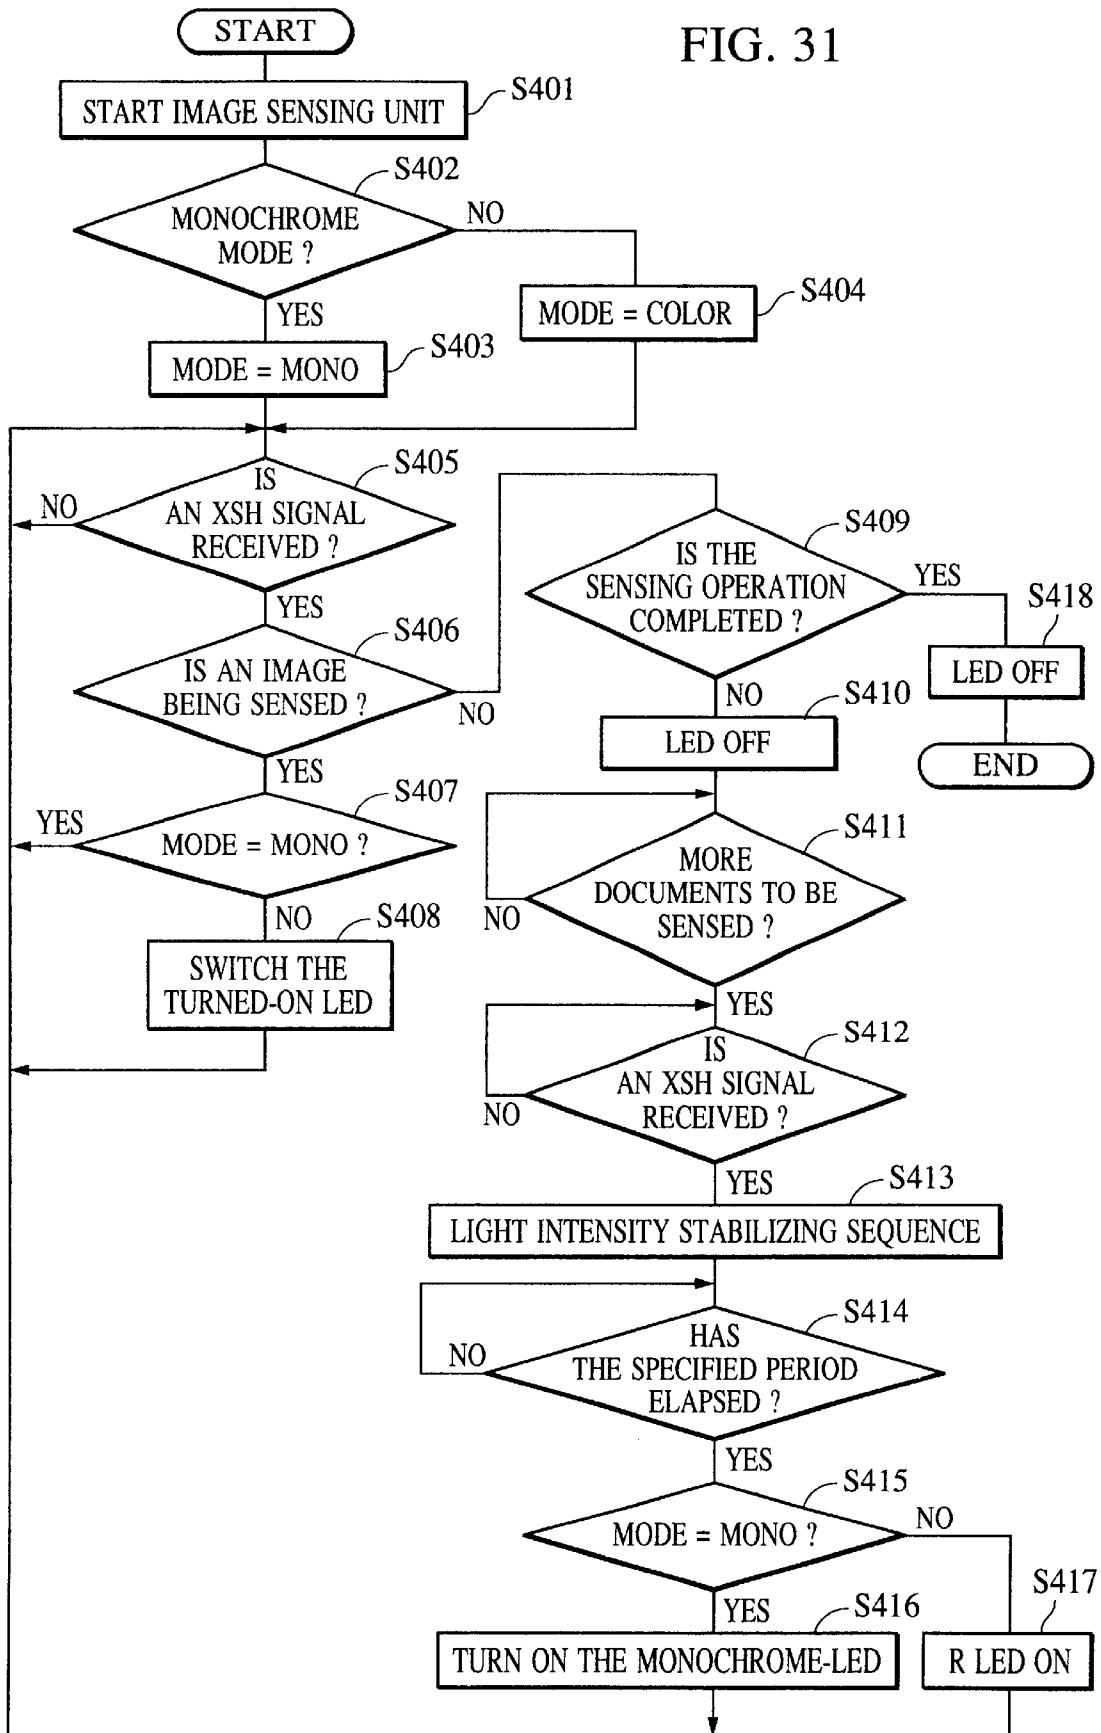 START
FIG. 31
START IMAGE SENSING UNIT
S401
S402
MONOCHROME
MODE ?
NO
YES
MODE = COLOR
S404
MODE = MONO
S403
IS
AN XSH SIGNAL
RECEIVED ?
S405
NO
YES
IS AN IMAGE
BEING SENSED ?
S406
NO
YES
MODE = MONO ?
S407
YES
NO
S408
SWITCH THE
TURNED-ON LED
IS THE
SENSING OPERATION
COMPLETED ?
S409
YES
S418
LED OFF
END
NO
S410
LED OFF
S411
MORE
DOCUMENTS TO BE
SENSED ?
NO
YES
S412
IS
AN XSH SIGNAL
RECEIVED ?
NO
YES
S413
LIGHT INTENSITY STABILIZING SEQUENCE
S414
HAS
THE SPECIFIED PERIOD
ELAPSED ?
NO
YES
S415
MODE = MONO ?
NO
YES
S416
TURN ON THE MONOCHROME-LED
S417
R LED ON